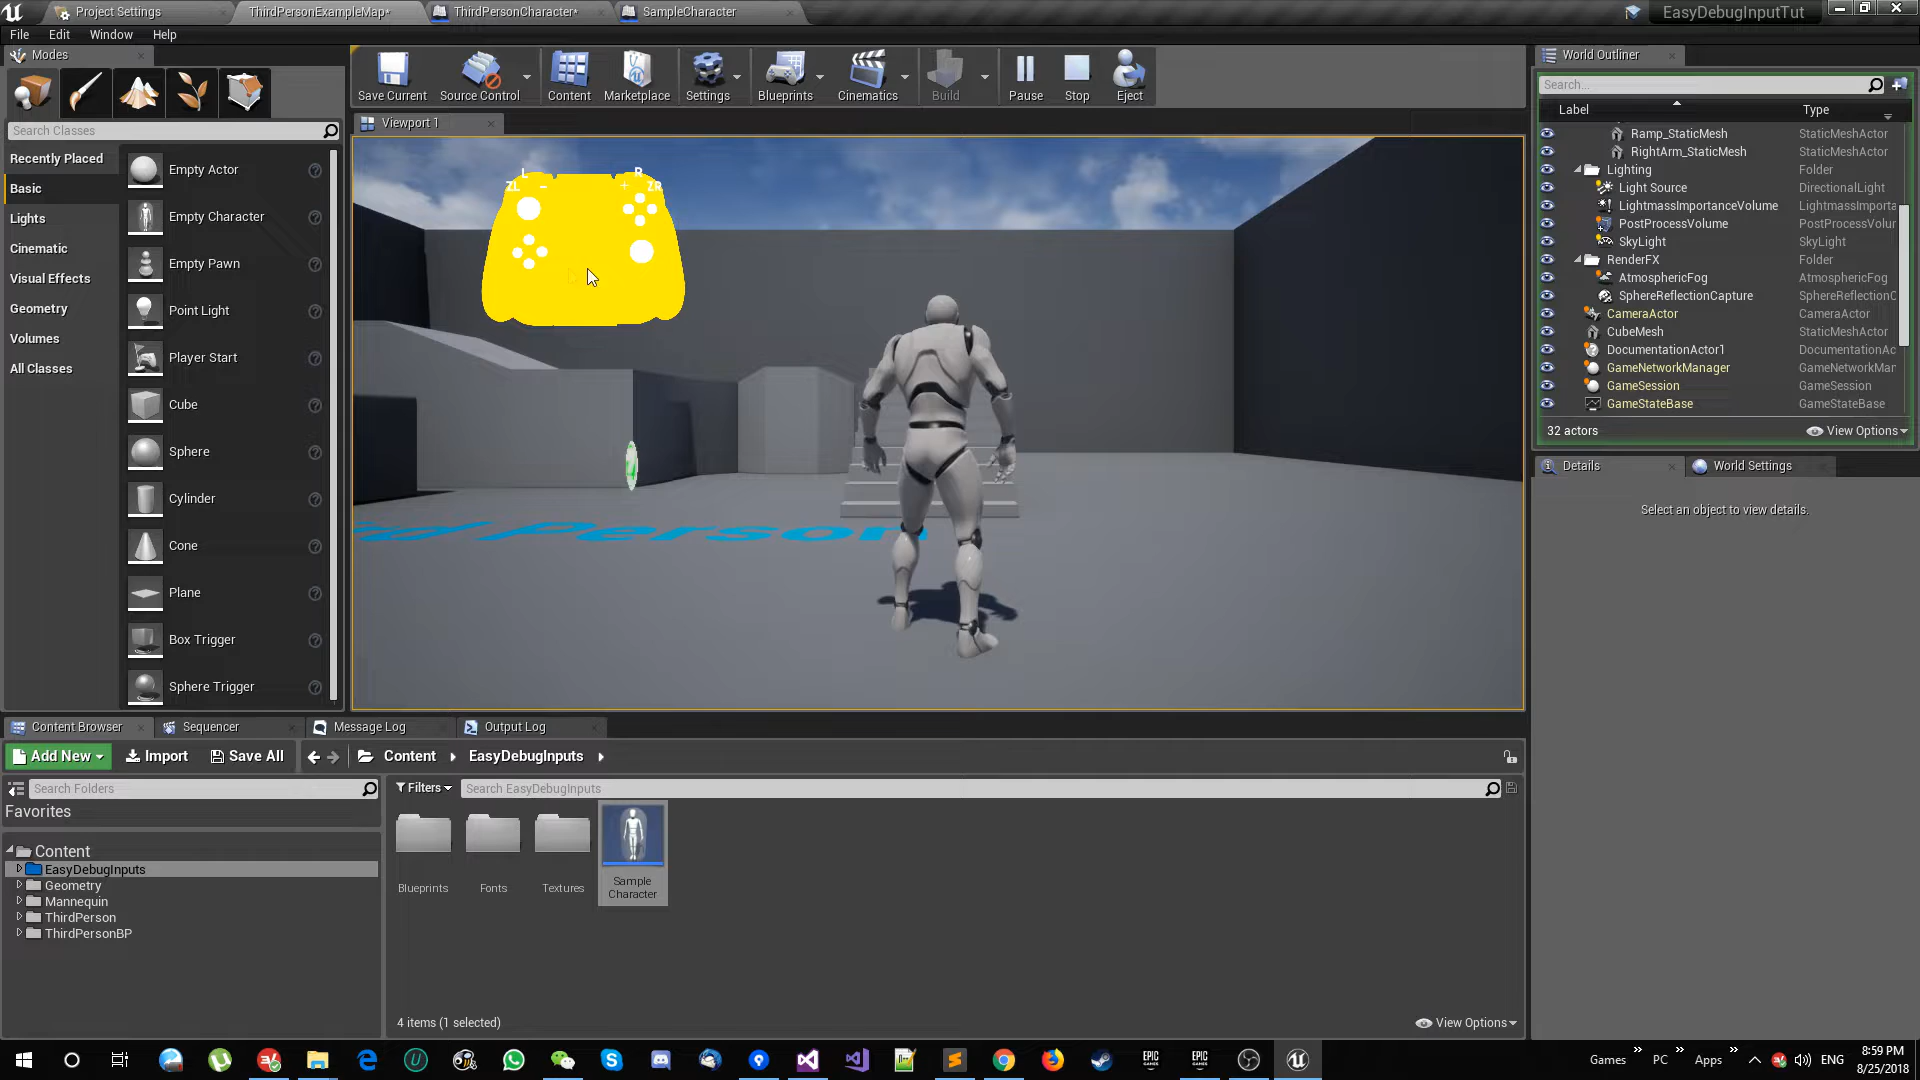 Project Settings
ThirdPersonExampleMap*
ThirdPersonCharacter*
SampleCharacter
EasyDebugInputTut
File Edit Window Help
Modes
Save Current
Source Control
Content
Marketplace
Settings
Blueprints
Cinematics
Build
Pause
Stop
Eject
Search Classes
Recently Placed
Basic
Lights
Cinematic
Visual Effects
Geometry
Volumes
All Classes
Empty Actor
Empty Character
Empty Pawn
Point Light
Player Start
Cube
Sphere
Cylinder
Cone
Plane
Box Trigger
Sphere Trigger
Viewport 1
L R
ZL - + ZR
Person
World Outliner
Search...
Label Type
Ramp_StaticMesh StaticMeshActor
RightArm_StaticMesh StaticMeshActor
Lighting Folder
Light Source DirectionalLight
LightmassImportanceVolume LightmassImporta
PostProcessVolume PostProcessVolur
SkyLight SkyLight
RenderFX Folder
AtmosphericFog AtmosphericFog
SphereReflectionCapture SphereReflectionC
CameraActor CameraActor
CubeMesh StaticMeshActor
DocumentationActor1 DocumentationAc
GameNetworkManager GameNetworkMar
GameSession GameSession
GameStateBase GameStateBase
32 actors View Options
Details World Settings
Select an object to view details.
Content Browser Sequencer Message Log Output Log
Add New Import Save All Content EasyDebugInputs
Search Folders
Filters Search EasyDebugInputs
Favorites
Content
EasyDebugInputs
Geometry
Mannequin
ThirdPerson
ThirdPersonBP
Blueprints
Fonts
Textures
Sample
Character
4 items (1 selected) View Options
EPIC
GAMES
EPIC
GAMES
Games » PC » Apps » ENG
8:59 PM
8/25/2018